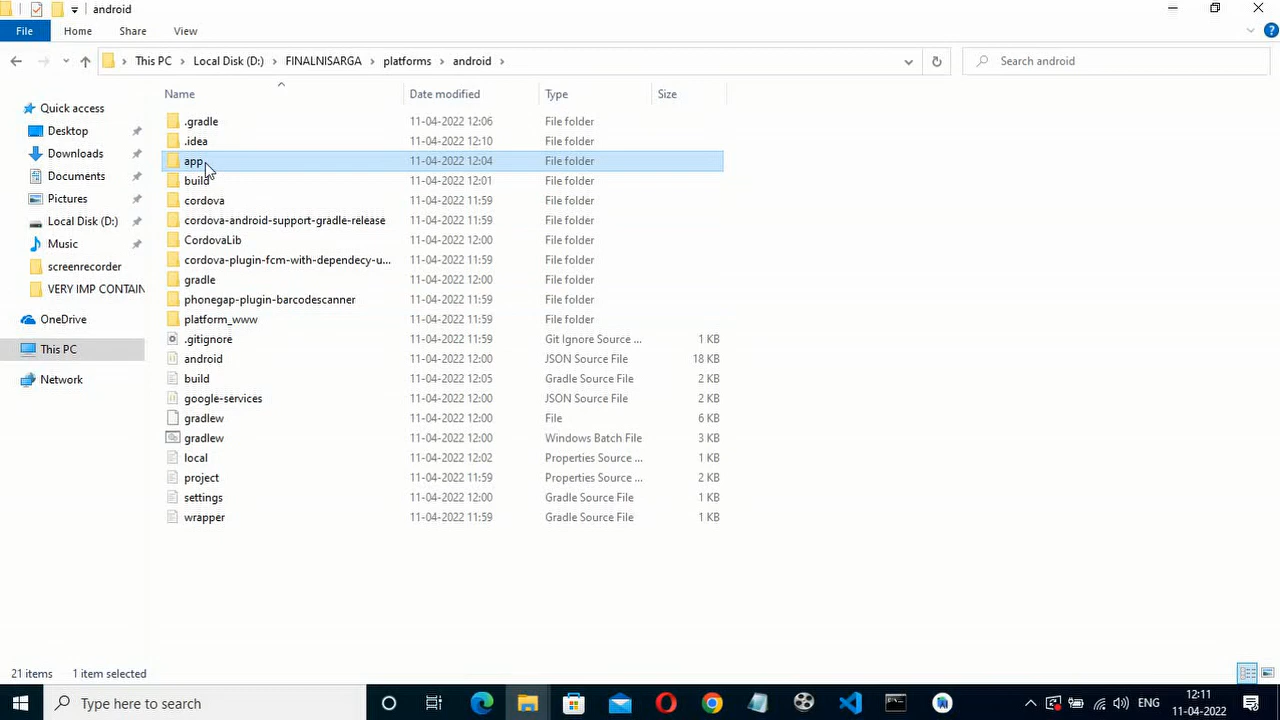 android
File Home Share View
This PC Local Disk (D:) FINALNISARGA platforms android Search android
Name Date modified Type Size
Quick access
Desktop
Downloads
Documents
Pictures
Local Disk (D:)
Music
screenrecorder
VERY IMP CONTAIN
OneDrive
This PC
Network
.gradle 11-04-2022 12:06 File folder
.idea 11-04-2022 12:10 File folder
app 11-04-2022 12:04 File folder
build 11-04-2022 12:01 File folder
cordova 11-04-2022 11:59 File folder
cordova-android-support-gradle-release 11-04-2022 11:59 File folder
CordovaLib 11-04-2022 12:00 File folder
cordova-plugin-fcm-with-dependecy-u... 11-04-2022 11:59 File folder
gradle 11-04-2022 11:59 File folder
phonegap-plugin-barcodescanner 11-04-2022 11:59 File folder
platform_www 11-04-2022 11:59 File folder
.gitignore 11-04-2022 11:59 Git Ignore Source ... 1 KB
android 11-04-2022 12:00 JSON Source File 18 KB
build 11-04-2022 12:05 Gradle Source File 2 KB
google-services 11-04-2022 12:00 JSON Source File 2 KB
gradlew 11-04-2022 12:00 File 6 KB
gradlew 11-04-2022 12:00 Windows Batch File 3 KB
local 11-04-2022 12:02 Properties Source ... 1 KB
project 11-04-2022 11:59 Properties Source ... 2 KB
settings 11-04-2022 12:00 Gradle Source File 1 KB
wrapper 11-04-2022 11:59 Gradle Source File 1 KB
21 items 1 item selected
Type here to search
ENG
12:11
11-04-2022